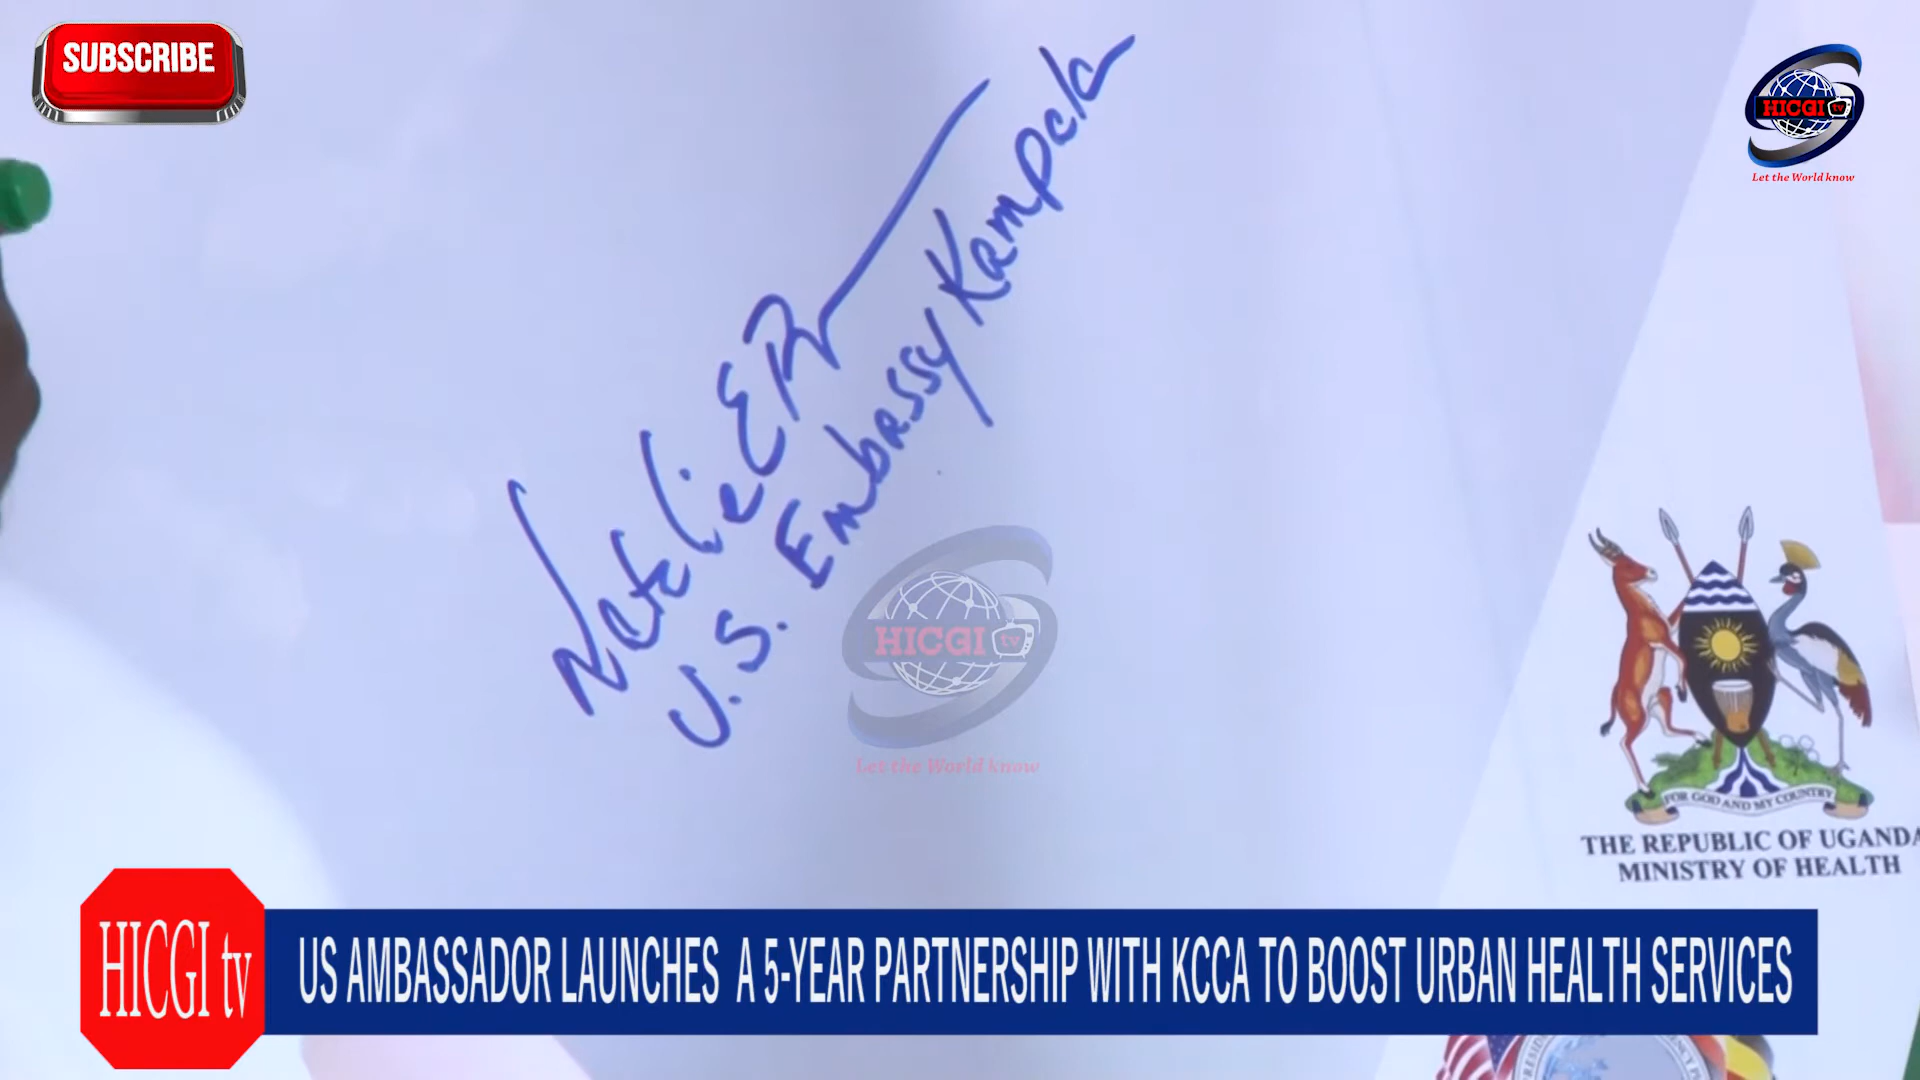 SUBSCRIBE
HICGI tv
Let the World know
Natalie E
U.S. Embassy Kampala
HICGI tv
Let the World know
FOR GOD AND MY COUNTRY
THE REPUBLIC OF UGANDA
MINISTRY OF HEALTH
HICGI tv
US AMBASSADOR LAUNCHES A 5-YEAR PARTNERSHIP WITH KCCA TO BOOST URBAN HEALTH SERVICES